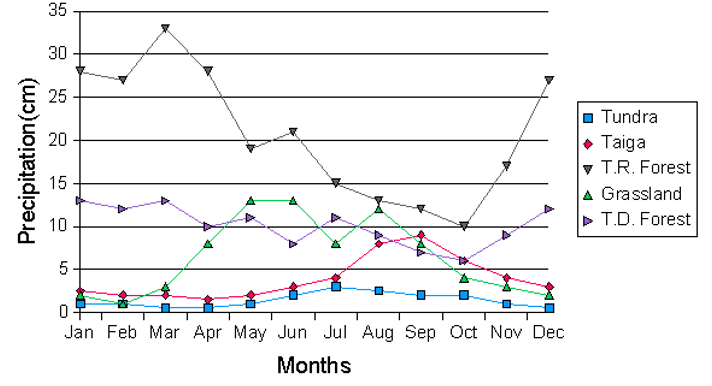 35
30
25
20
15
10
5
0
Precipitation(cm)
Jan Feb Mar Apr May Jun Jul Aug Sep Oct Nov Dec
Months
Tundra
Taiga
T.R. Forest
Grassland
T.D. Forest